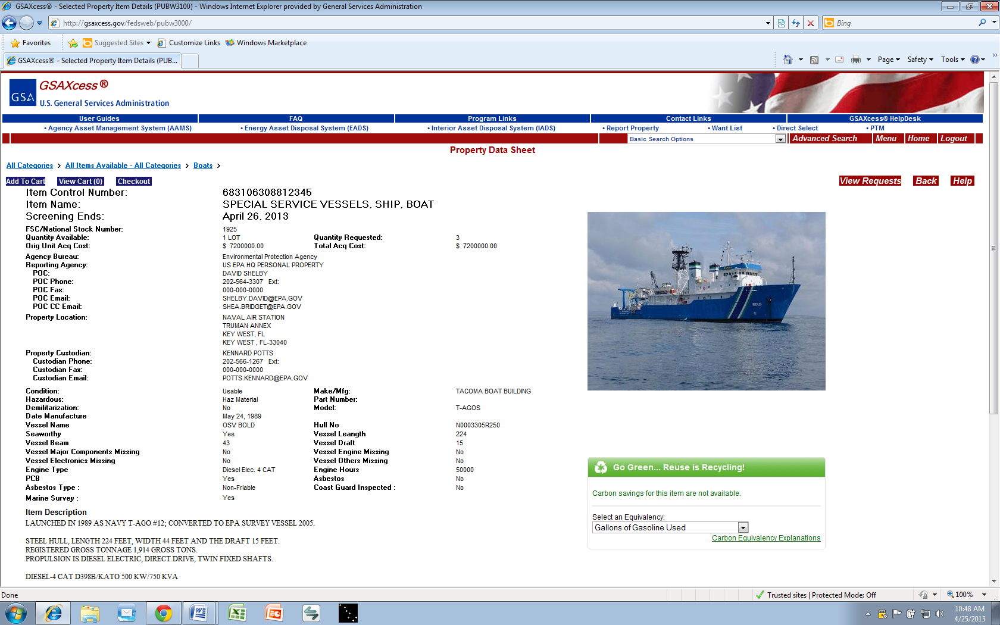 GSAXcess® - Selected Property Item Details (PUBW3100) - Windows Internet Explorer provided by General Services Administration
http://gsaxcess.gov/fedsweb/pubw3000/
Bing
Favorites
Suggested Sites
Customize Links
Windows Marketplace
GSAXcess® - Selected Property Item Details (PUB...
Page
Safety
Tools
GSA
GSAXcess®
U.S. General Services Administration
User Guides FAQ Program Links Contact Links GSAXcess® HelpDesk
• Agency Asset Management System (AAMS) • Energy Asset Disposal System (EADS) • Interior Asset Disposal System (IADS) • Report Property • Want List • Direct Select • PTM
Basic Search Options Advanced Search Menu Home Logout
Property Data Sheet
All Categories > All Items Available - All Categories > Boats >
Add To Cart View Cart (0) Checkout View Requests Back Help
Item Control Number: 683106308812345
Item Name: SPECIAL SERVICE VESSELS, SHIP, BOAT
Screening Ends: April 26, 2013
FSC/National Stock Number: 1925
Quantity Available: 1 LOT Quantity Requested: 3
Orig Unit Acq Cost: $ 7200000.00 Total Acq Cost: $ 7200000.00
Agency Bureau: Environmental Protection Agency
Reporting Agency: US EPA HQ PERSONAL PROPERTY
POC: DAVID SHELBY
POC Phone: 202-564-3307 Ext:
POC Fax: 000-000-0000
POC Email: SHELBY.DAVID@EPA.GOV
POC CC Email: SHEA.BRIDGET@EPA.GOV
Property Location: NAVAL AIR STATION
TRUMAN ANNEX
KEY WEST, FL
KEY WEST , FL-33040
Property Custodian: KENNARD POTTS
Custodian Phone: 202-566-1267 Ext:
Custodian Fax: 000-000-0000
Custodian Email: POTTS.KENNARD@EPA.GOV
Condition: Usable Make/Mfg: TACOMA BOAT BUILDING
Hazardous: Haz Material Part Number:
Demilitarization: No Model: T-AGOS
Date Manufacture May 24, 1989
Vessel Name OSV BOLD Hull No N0003305R250
Seaworthy Yes Vessel Leangth 224
Vessel Beam 43 Vessel Draft 15
Vessel Major Components Missing No Vessel Engine Missing No
Vessel Electronics Missing No Vessel Others Missing No
Engine Type Diesel Elec. 4 CAT Engine Hours 50000
PCB Yes Asbestos No
Asbestos Type : Non-Friable Coast Guard Inspected : No
Marine Survey : Yes
Item Description
LAUNCHED IN 1989 AS NAVY T-AGO #12; CONVERTED TO EPA SURVEY VESSEL 2005.
STEEL HULL, LENGTH 224 FEET, WIDTH 44 FEET AND THE DRAFT 15 FEET.
REGISTERED GROSS TONNAGE 1,914 GROSS TONS.
PROPULSION IS DIESEL ELECTRIC, DIRECT DRIVE, TWIN FIXED SHAFTS.
DIESEL-4 CAT D398B/KATO 500 KW/750 KVA
BOLD
Go Green... Reuse is Recycling!
Carbon savings for this item are not available.
Select an Equivalency:
Gallons of Gasoline Used
Carbon Equivalency Explanations
Done
Trusted sites | Protected Mode: Off
100%
10:48 AM
4/25/2013